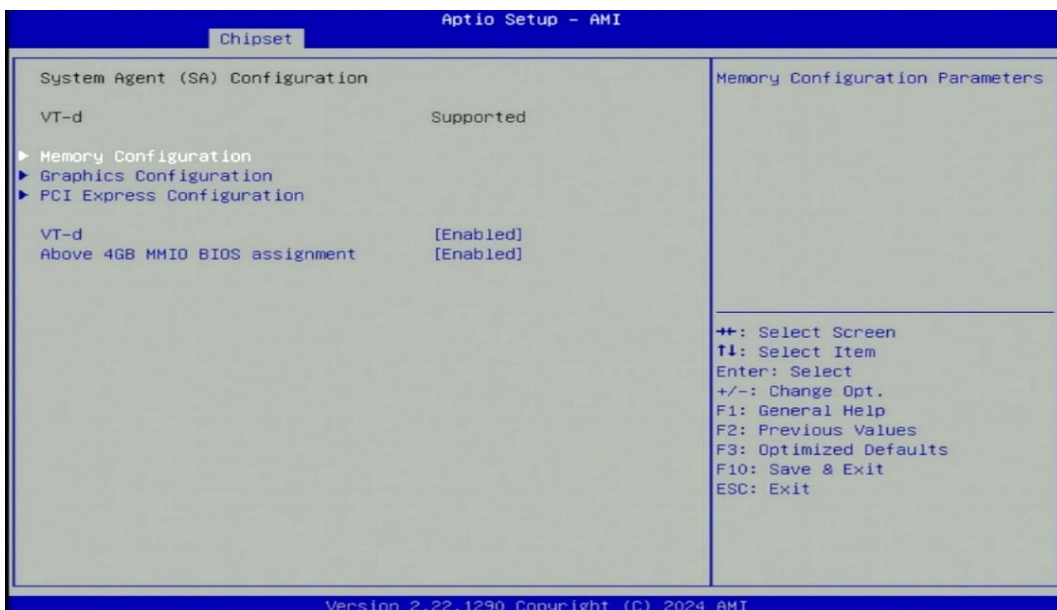 Aptio Setup - AMI
Chipset
System Agent (SA) Configuration
VT-d Supported
▶ Memory Configuration
▶ Graphics Configuration
▶ PCI Express Configuration
VT-d [Enabled]
Above 4GB MMIO BIOS assignment [Enabled]
Memory Configuration Parameters
→←: Select Screen
↑↓: Select Item
Enter: Select
+/-: Change Opt.
F1: General Help
F2: Previous Values
F3: Optimized Defaults
F10: Save & Exit
ESC: Exit
Version 2.22.1290 Copyright (C) 2024 AMI